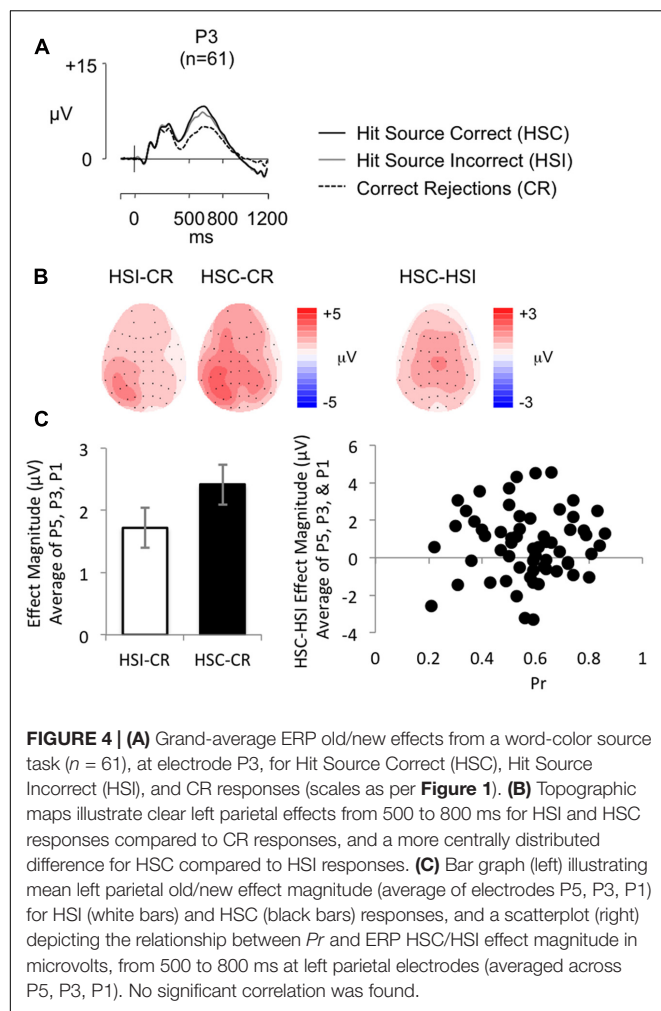 A
P3
(n=61)
+15
μV
0
0 500 800 1200
ms
Hit Source Correct (HSC)
Hit Source Incorrect (HSI)
Correct Rejections (CR)
B
HSI-CR HSC-CR HSC-HSI
+5
μV
-5
+3
μV
-3
C
Effect Magnitude (μV)
Average of P5, P3, P1
3
2
1
0
HSI-CR HSC-CR
HSC-HSI Effect Magnitude (μV)
Average of P5, P3, & P1
6
4
2
0
-2
-4
0 0.2 0.4 0.6 0.8 1
Pr
FIGURE 4 | (A) Grand-average ERP old/new effects from a word-color source
task (n = 61), at electrode P3, for Hit Source Correct (HSC), Hit Source
Incorrect (HSI), and CR responses (scales as per Figure 1). (B) Topographic
maps illustrate clear left parietal effects from 500 to 800 ms for HSI and HSC
responses compared to CR responses, and a more centrally distributed
difference for HSC compared to HSI responses. (C) Bar graph (left) illustrating
mean left parietal old/new effect magnitude (average of electrodes P5, P3, P1)
for HSI (white bars) and HSC (black bars) responses, and a scatterplot (right)
depicting the relationship between Pr and ERP HSC/HSI effect magnitude in
microvolts, from 500 to 800 ms at left parietal electrodes (averaged across
P5, P3, P1). No significant correlation was found.